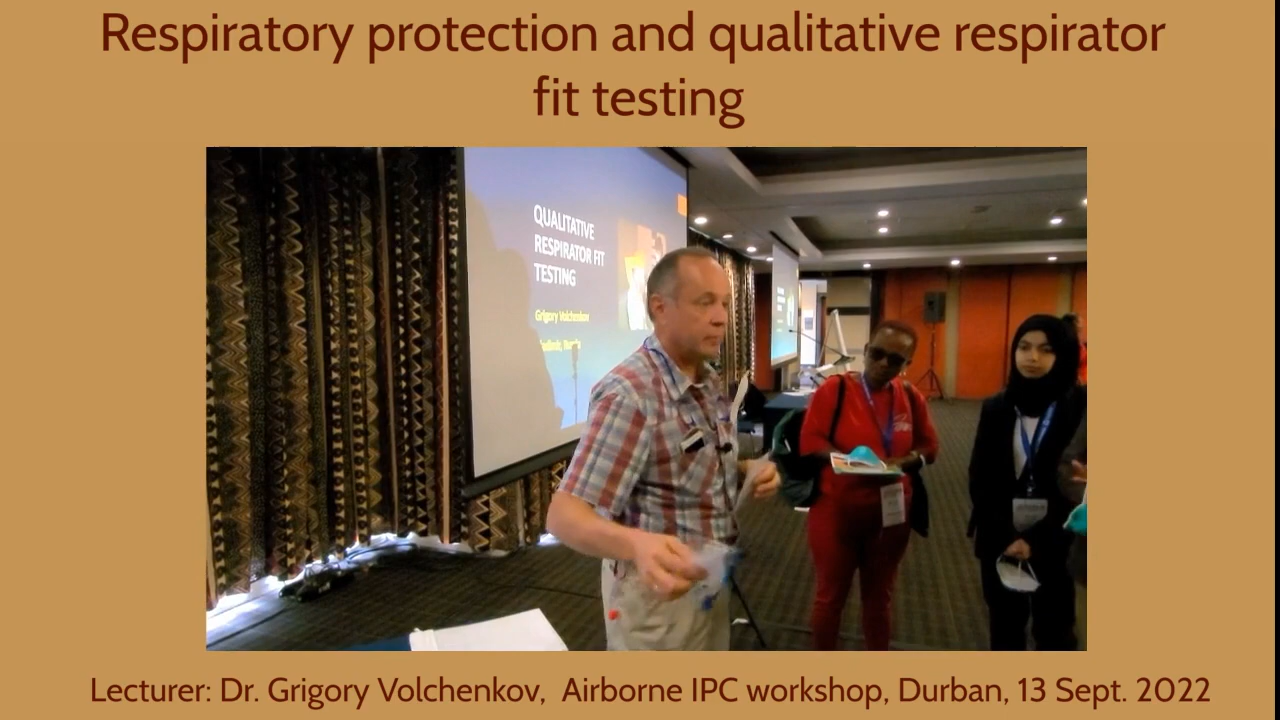 Respiratory protection and qualitative respirator
fit testing
QUALITATIVE
RESPIRATOR FIT
TESTING
Grigory Volchenkov
Lecturer: Dr. Grigory Volchenkov, Airborne IPC workshop, Durban, 13 Sept. 2022